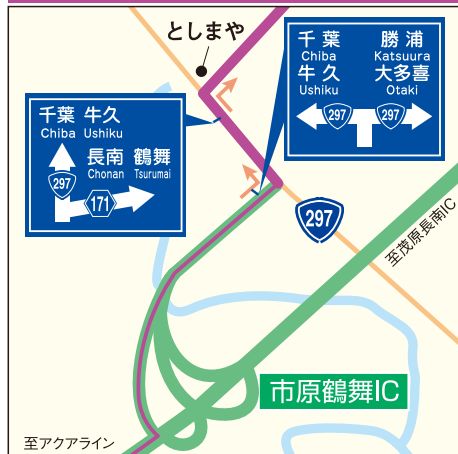 としまや
千葉 勝浦
Chiba Katsuura
牛久 大多喜
Ushiku Otaki
297 297
千葉 牛久
Chiba Ushiku
長南 鶴舞
Chonan Tsurumai
297
171
297
至茂原長南IC
市原鶴舞IC
至アクアライン